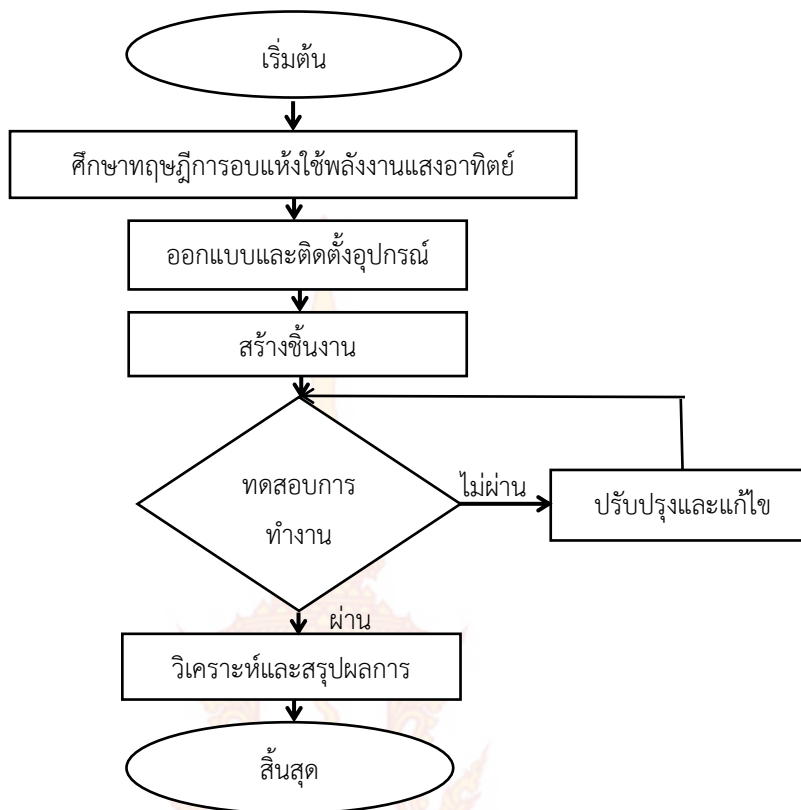 เริ่มต้น
ศึกษาทฤษฎีการอบแห้งใช้พลังงานแสงอาทิตย์
ออกแบบและติดตั้งอุปกรณ์
สร้างชิ้นงาน
ทดสอบการ
ทำงาน
ไม่ผ่าน
ปรับปรุงและแก้ไข
ผ่าน
วิเคราะห์และสรุปผลการ
สิ้นสุด